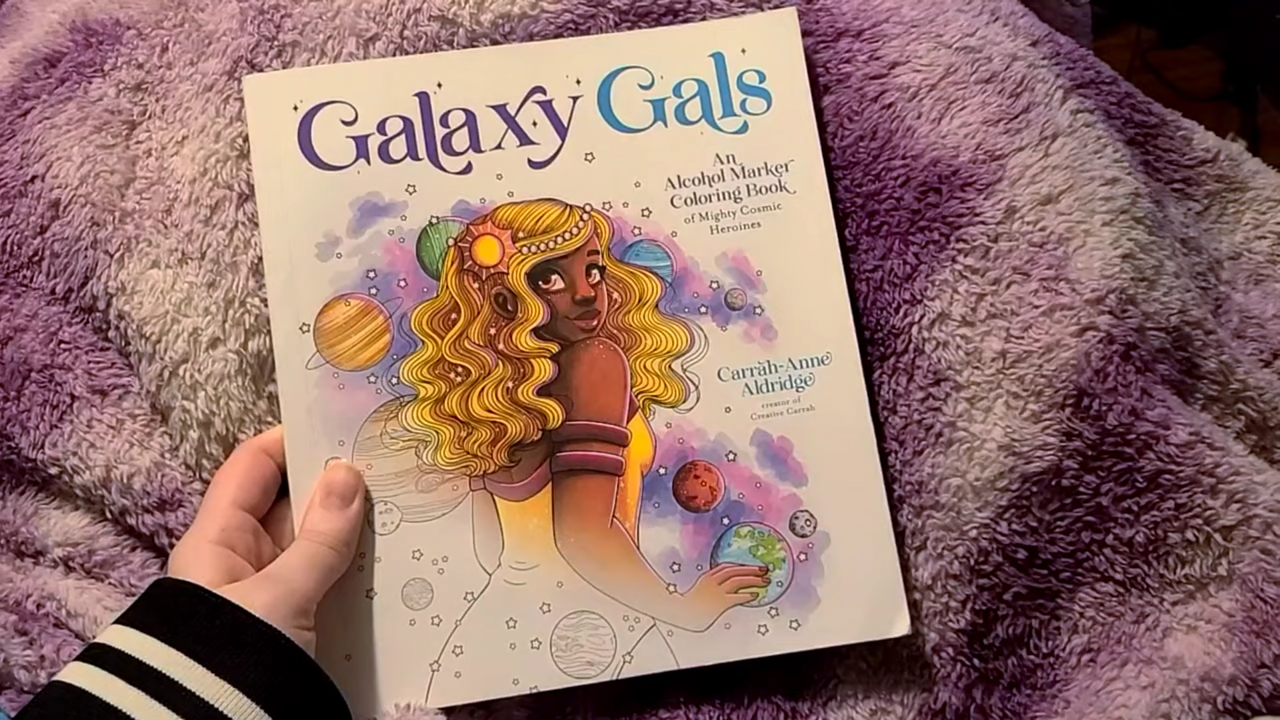 Galaxy Gals
An
Alcohol Marker
Coloring Book
of Mighty Cosmic
Heroines
Carrah-Anne
Aldridge
creator of
Creative Carrah